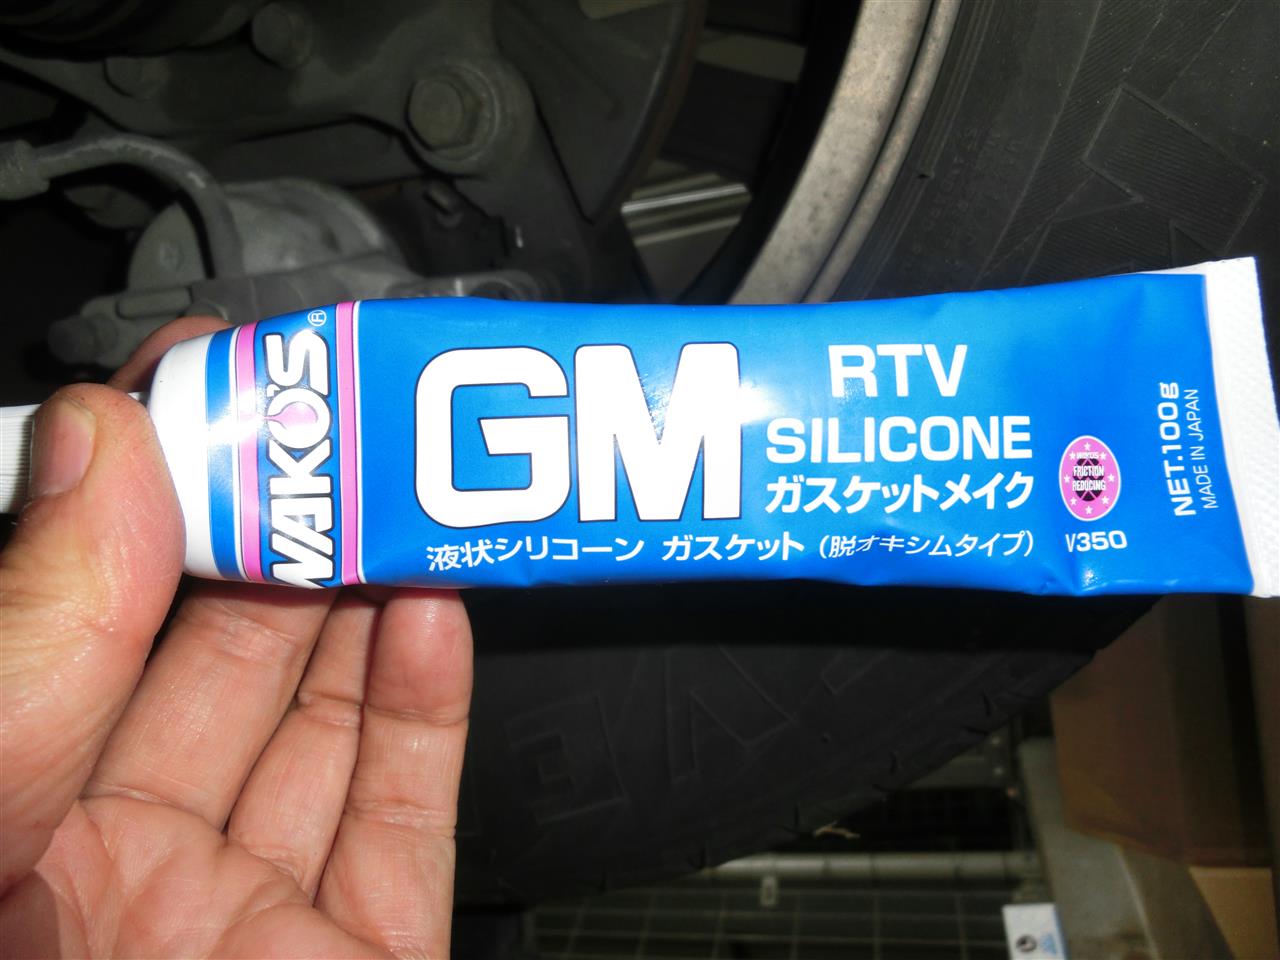 WAKO'S®
GM
RTV
SILICONE
ガスケットメイク
液状シリコーン ガスケット (脱オキシムタイプ)
WAKO'S
FRICTION
REDUCING
V350
NET.100g
MADE IN JAPAN